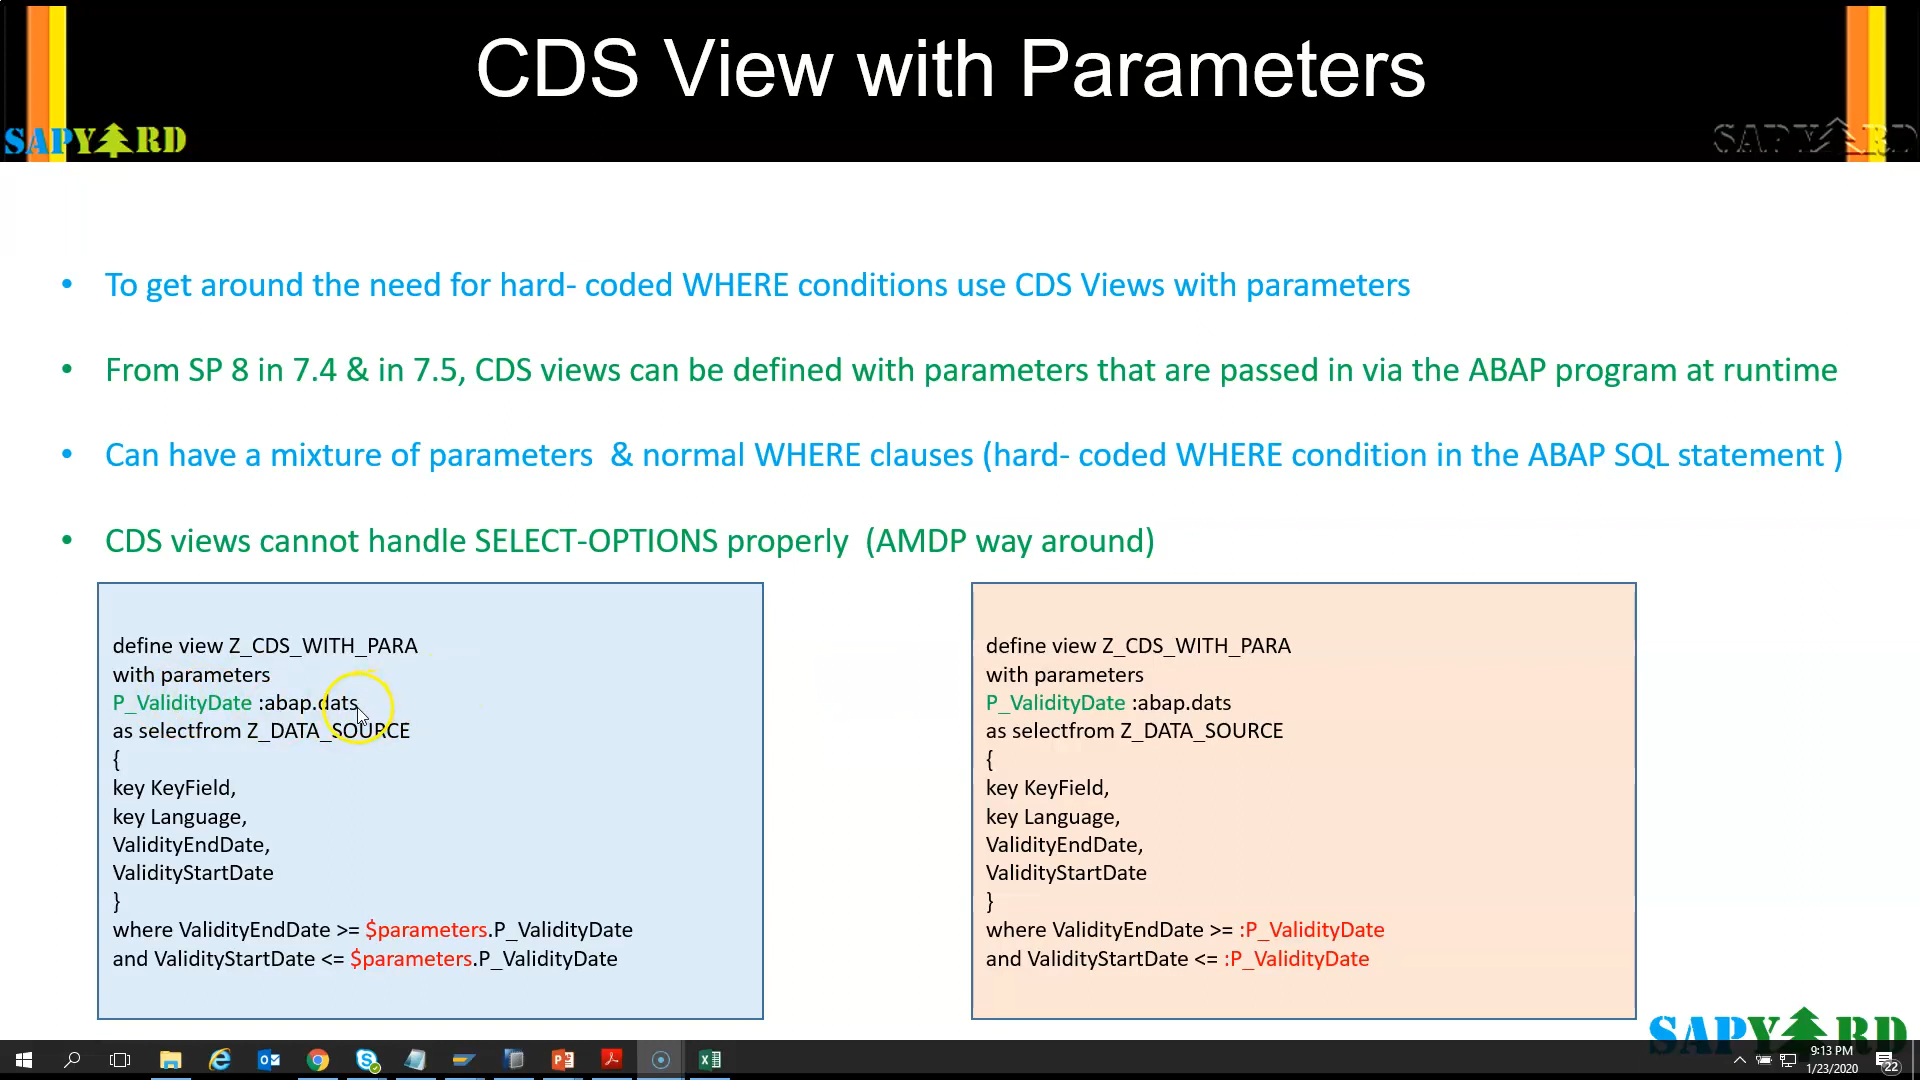 CDS View with Parameters
SAPYARD
SAPYARD
• To get around the need for hard- coded WHERE conditions use CDS Views with parameters
• From SP 8 in 7.4 & in 7.5, CDS views can be defined with parameters that are passed in via the ABAP program at runtime
• Can have a mixture of parameters & normal WHERE clauses (hard- coded WHERE condition in the ABAP SQL statement )
• CDS views cannot handle SELECT-OPTIONS properly (AMDP way around)
define view Z_CDS_WITH_PARA
with parameters
P_ValidityDate :abap.dats
as selectfrom Z_DATA_SOURCE
{
key KeyField,
key Language,
ValidityEndDate,
ValidityStartDate
}
where ValidityEndDate >= $parameters.P_ValidityDate
and ValidityStartDate <= $parameters.P_ValidityDate
define view Z_CDS_WITH_PARA
with parameters
P_ValidityDate :abap.dats
as selectfrom Z_DATA_SOURCE
{
key KeyField,
key Language,
ValidityEndDate,
ValidityStartDate
}
where ValidityEndDate >= :P_ValidityDate
and ValidityStartDate <= :P_ValidityDate
SAPYARD
9:13 PM
1/23/2020
22